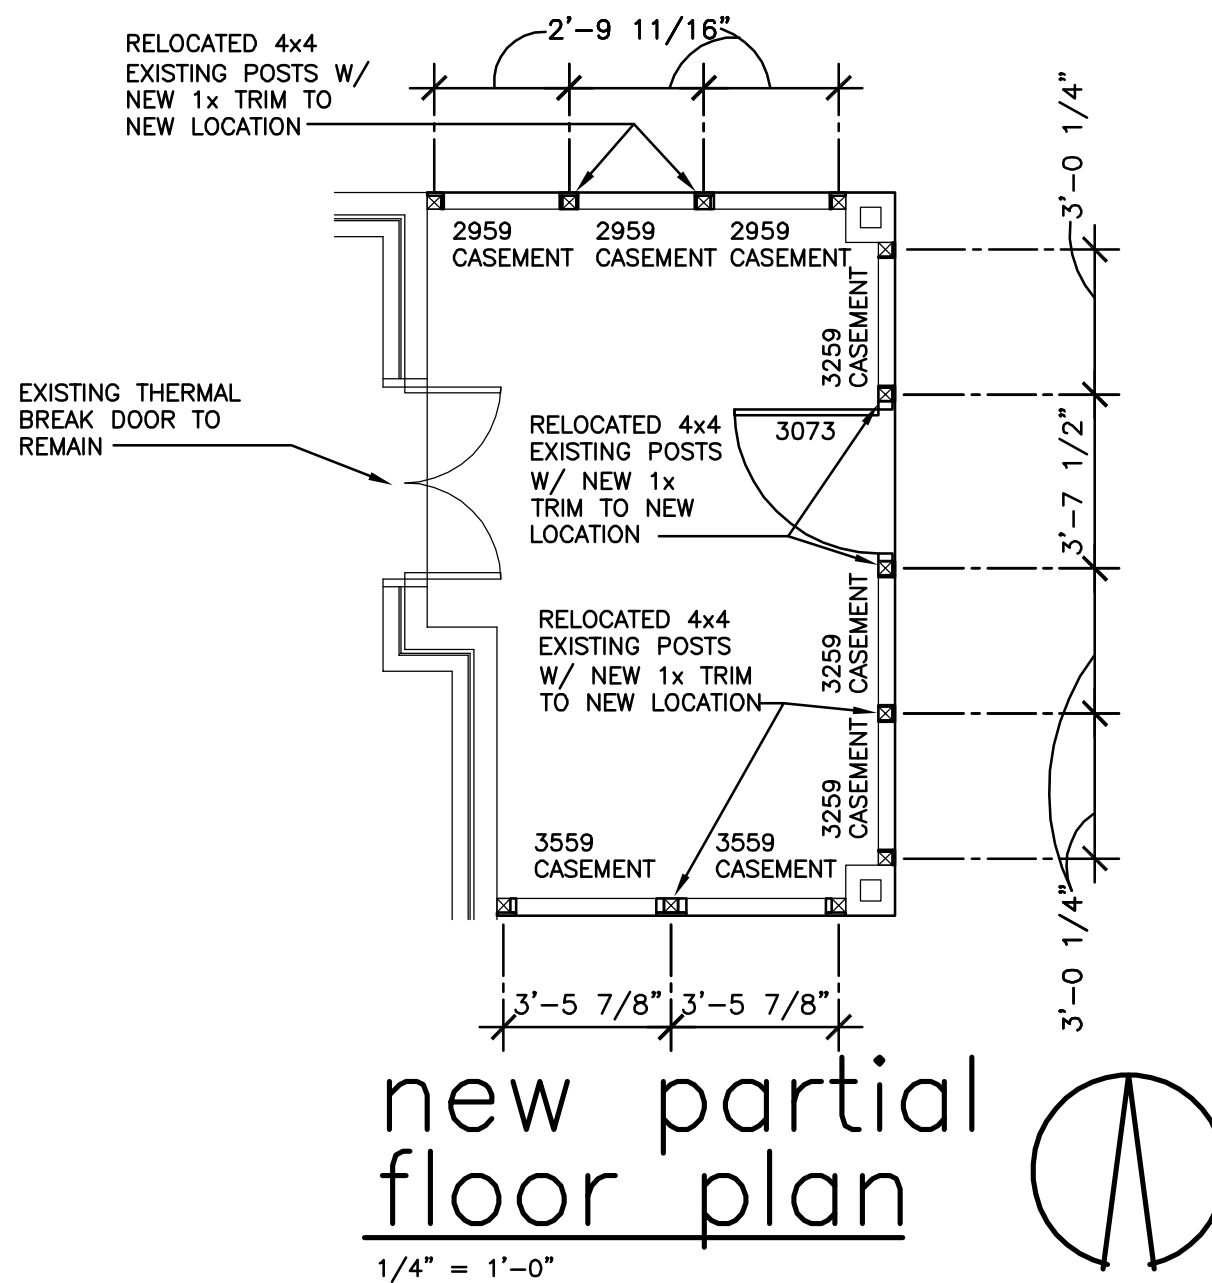 2’-9 11/16”
RELOCATED 4x4
EXISTING POSTS W/
NEW 1x TRIM TO
NEW LOCATION
3’-0 1/4”
2959
CASEMENT
2959
CASEMENT
2959
CASEMENT
3259
CASEMENT
EXISTING THERMAL
BREAK DOOR TO
REMAIN
RELOCATED 4x4
EXISTING POSTS
W/ NEW 1x
TRIM TO NEW
LOCATION
3073
3’-7 1/2”
RELOCATED 4x4
EXISTING POSTS
W/ NEW 1x TRIM
TO NEW LOCATION
3259
CASEMENT
3259
CASEMENT
3559
CASEMENT
3559
CASEMENT
3’-0 1/4”
3’-5 7/8”
3’-5 7/8”
new partial
floor plan
1/4” = 1’-0”